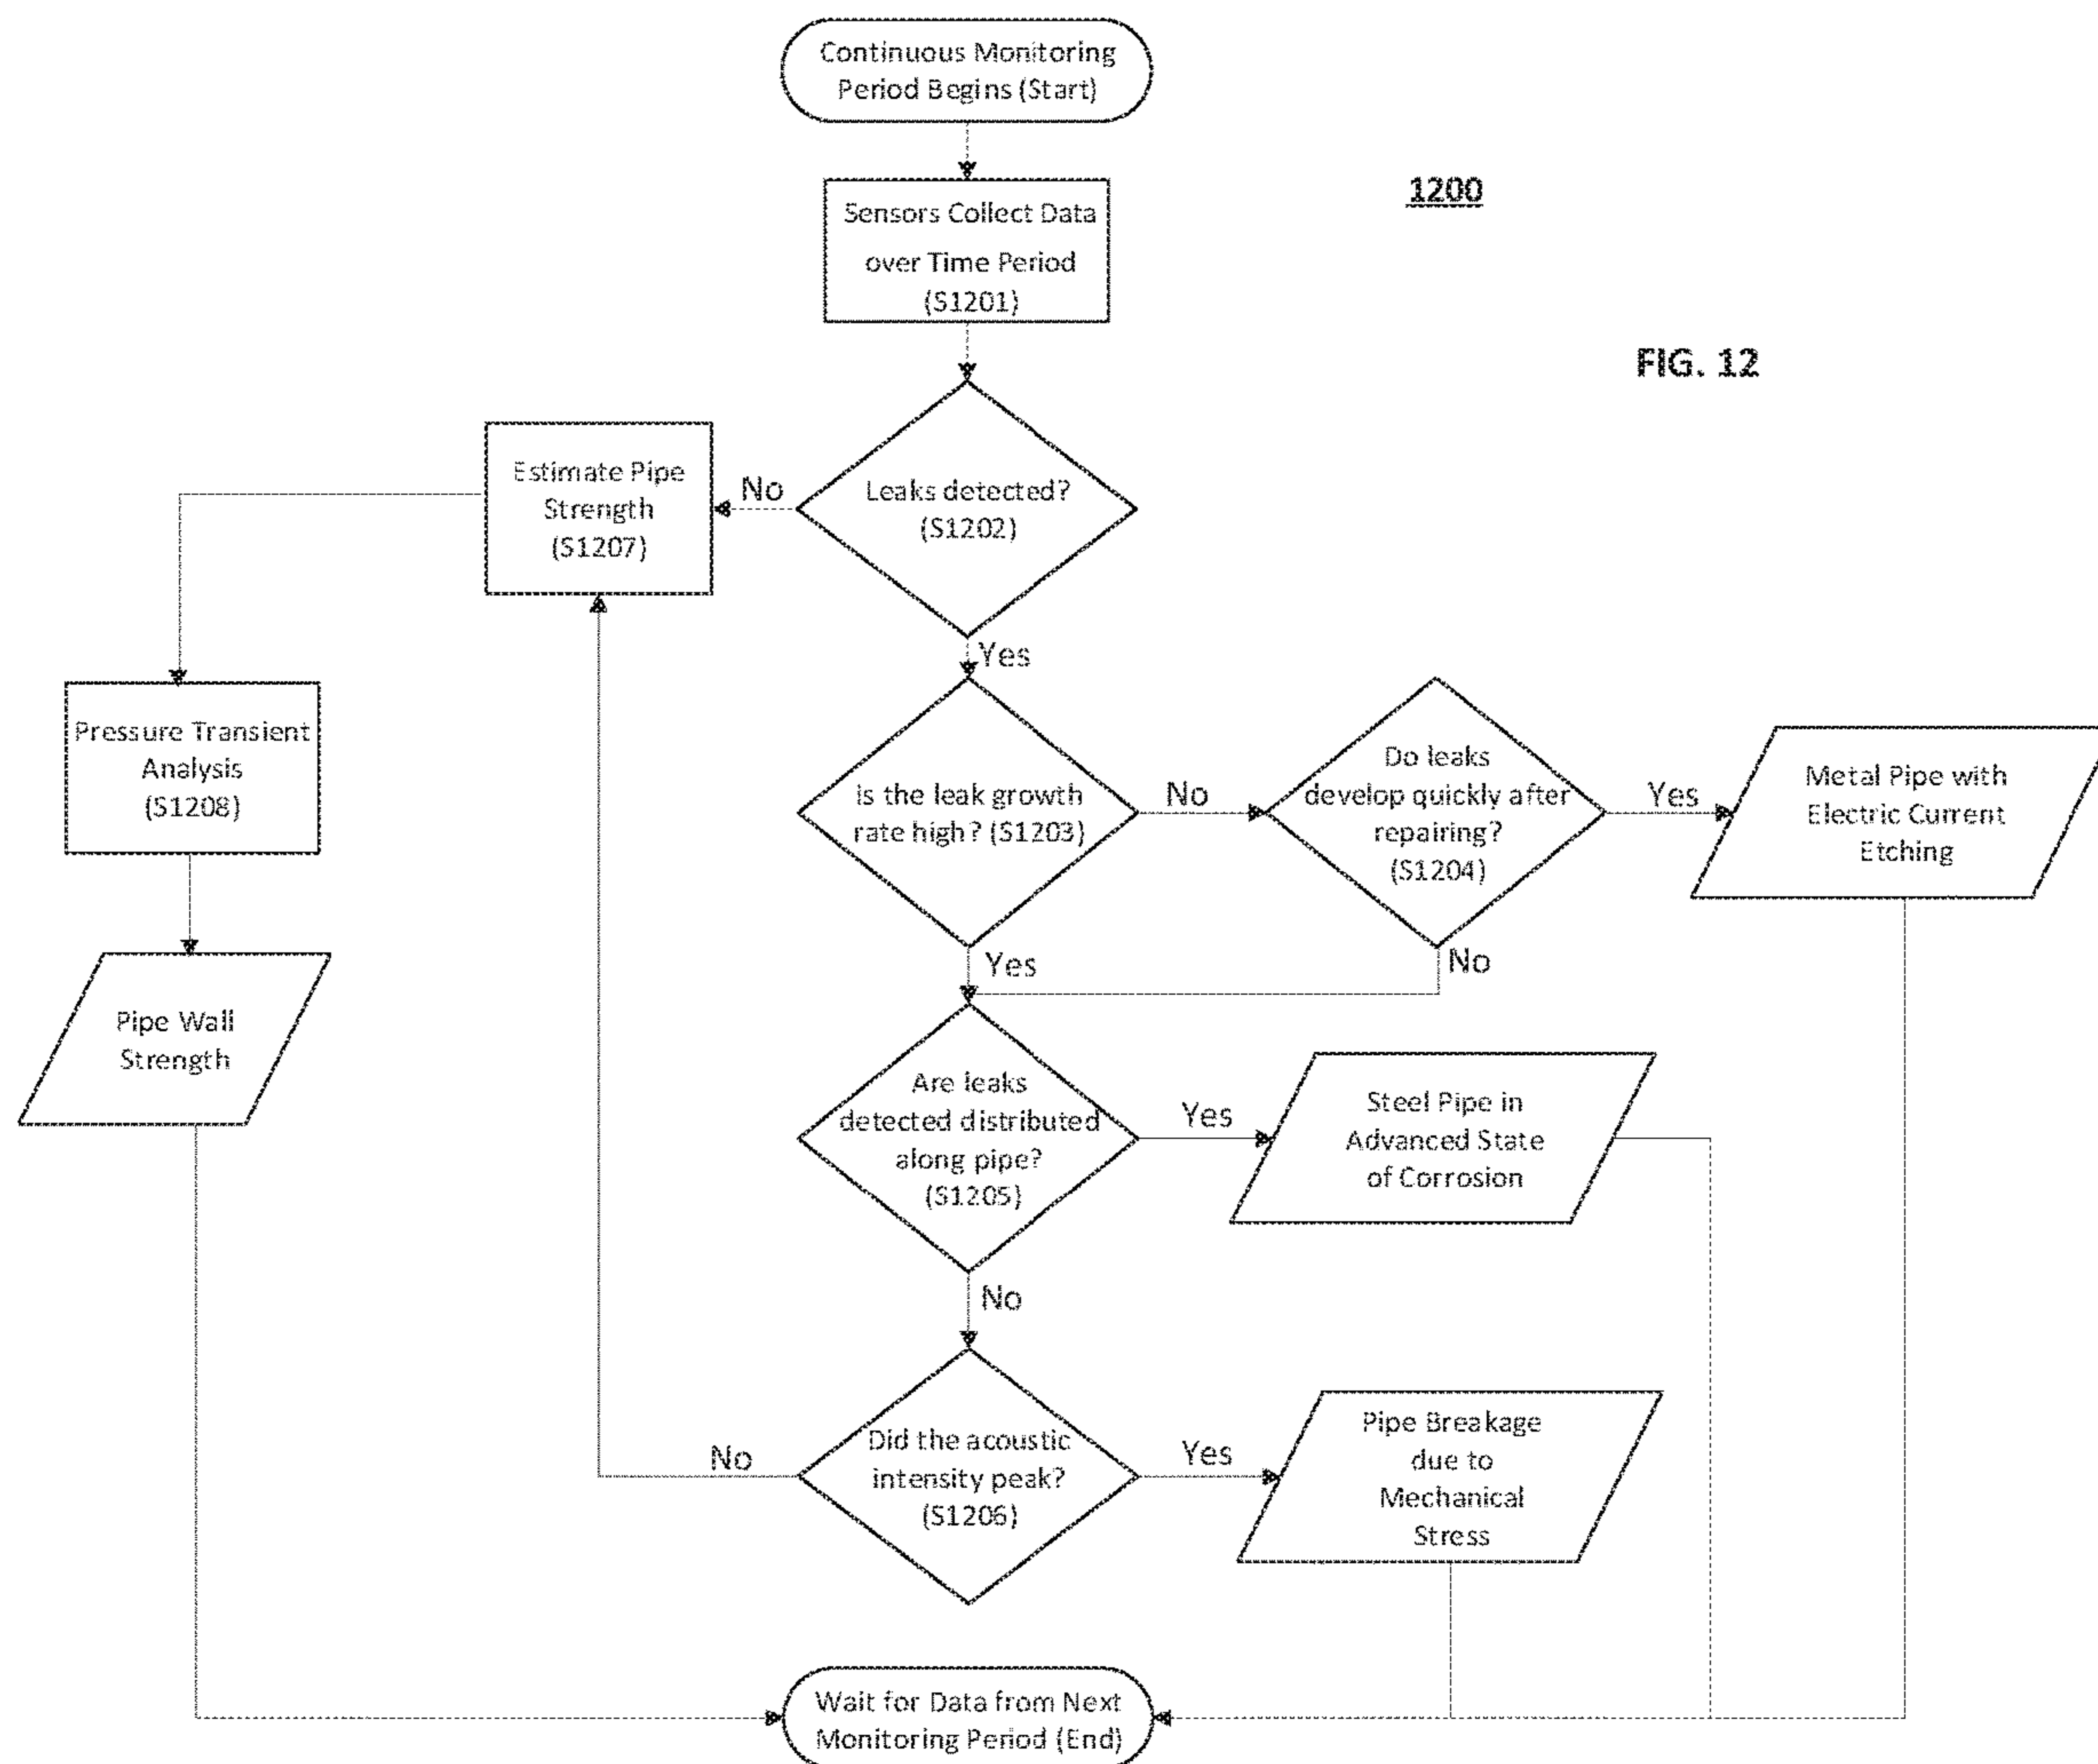 Continuous Monitoring
Period Begins (Start)
1200
Sensors Collect Data
over Time Period
(S1201)
FIG. 12
Leaks detected?
(S1202)
No
Estimate Pipe
Strength
(S1207)
Yes
Pressure Transient
Analysis
(S1208)
Is the leak growth
rate high? (S1203)
No
Do leaks
develop quickly after
repairing?
(S1204)
Yes
Metal Pipe with
Electric Current
Etching
Yes
No
Pipe Wall
Strength
Are leaks
detected distributed
along pipe?
(S1205)
Yes
Steel Pipe in
Advanced State
of Corrosion
No
No
Did the acoustic
intensity peak?
(S1206)
Yes
Pipe Breakage
due to
Mechanical
Stress
Wait for Data from Next
Monitoring Period (End)